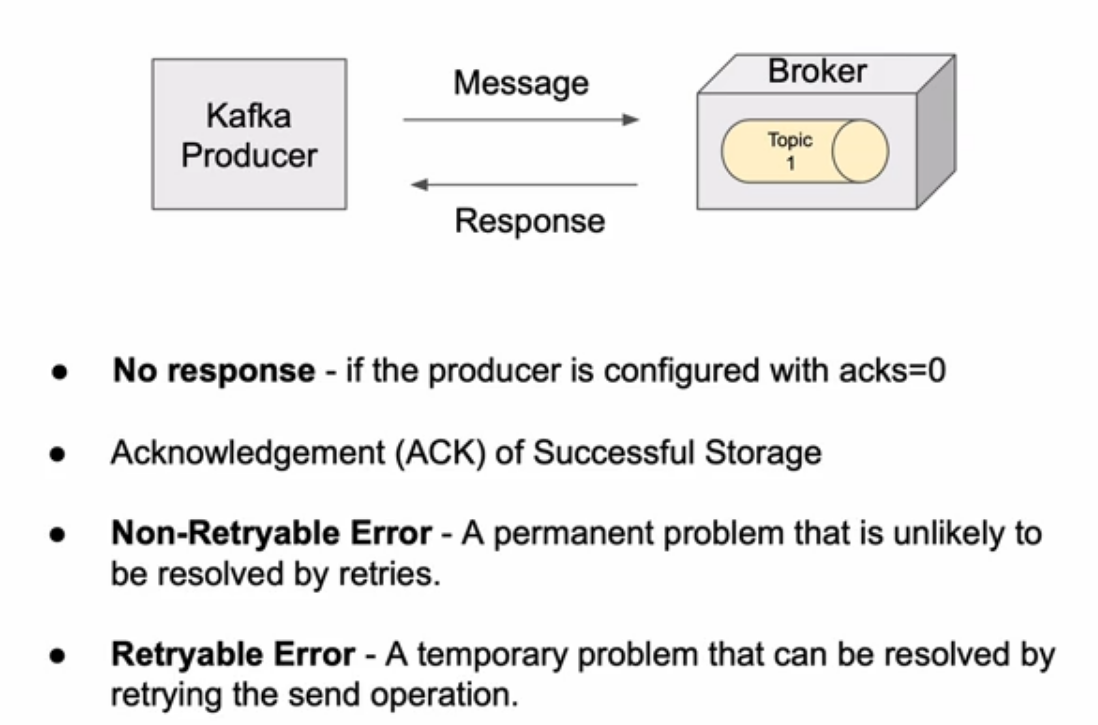 Kafka
Producer
Message
Response
Broker
Topic
1
● No response - if the producer is configured with acks=0
● Acknowledgement (ACK) of Successful Storage
● Non-Retryable Error - A permanent problem that is unlikely to
be resolved by retries.
● Retryable Error - A temporary problem that can be resolved by
retrying the send operation.